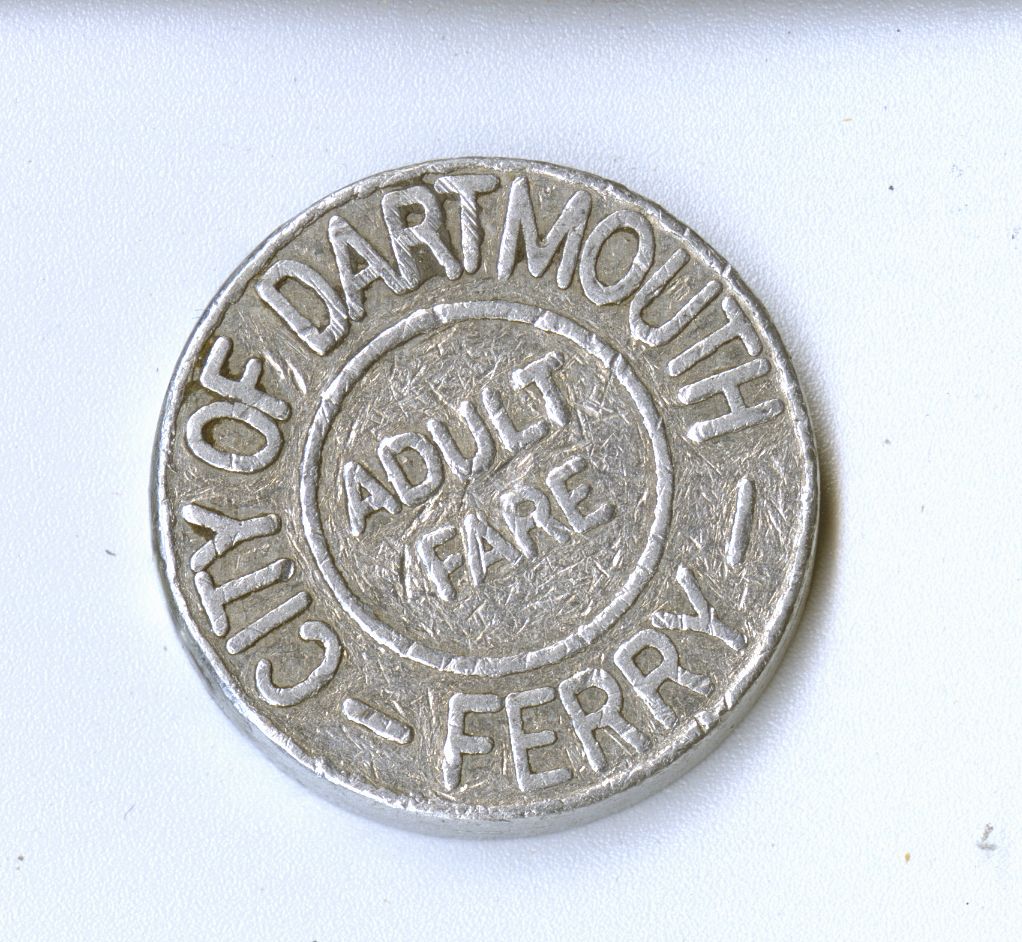 CITY OF DARTMOUTH
- FERRY -
ADULT
FARE